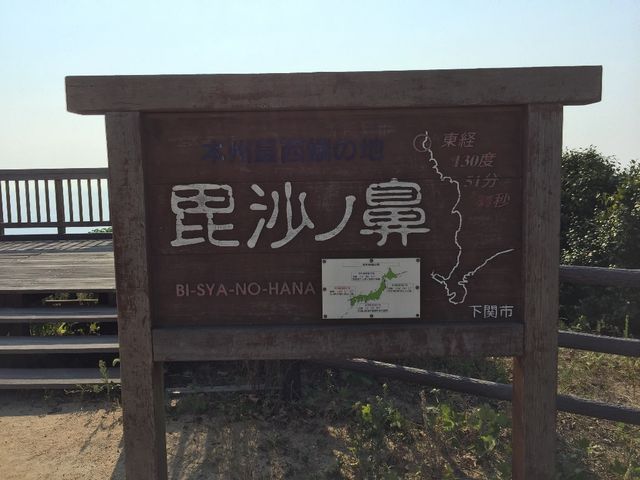 本州最西端の地
毘沙ノ鼻
BI-SYA-NO-HANA
東経
130度
51分
下関市